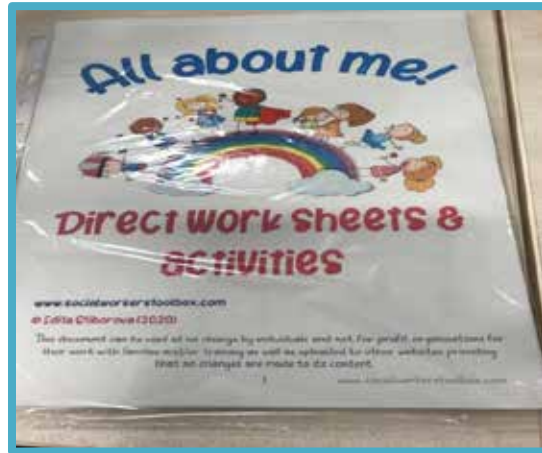 All about me!
Direct work sheets &
activities
www.socialworkerstoolbox.com
(2020)
This document can be used at no charge by individuals and not for profit organisations for
their work with families and/or training as well as uploaded to other websites providing
that no changes are made to its content.
1
www.socialworkerstoolbox.com